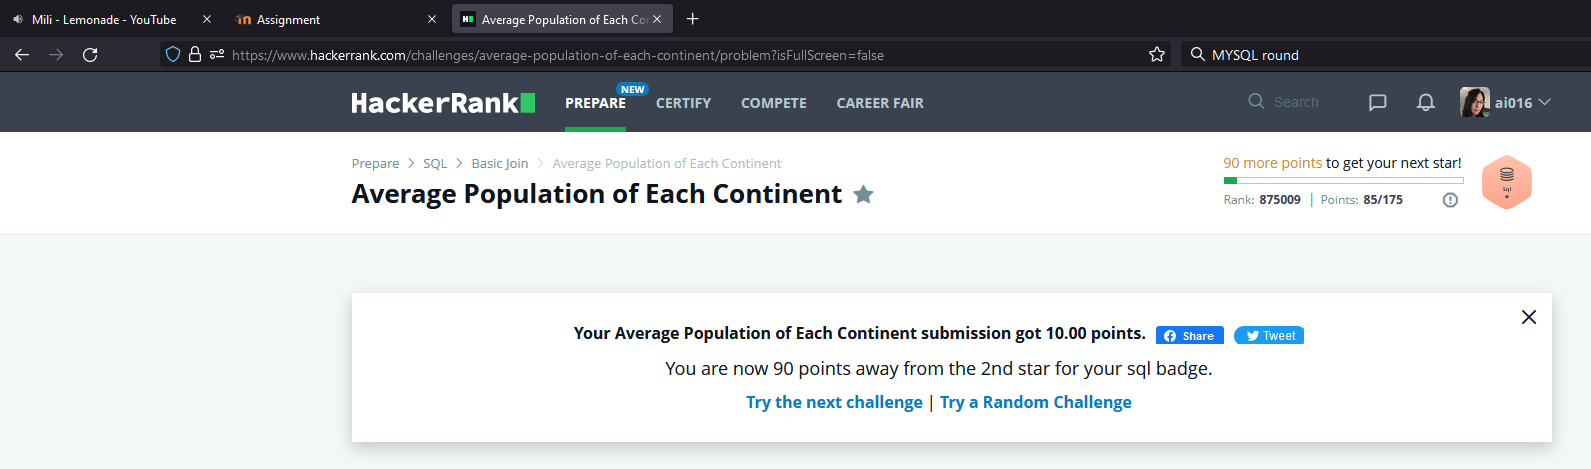 Mili - Lemonade - YouTube
Assignment
Average Population of Each Co
https://www.hackerrank.com/challenges/average-population-of-each-continent/problem?isFullScreen=false
MYSQL round
HackerRank
PREPARE
NEW
CERTIFY
COMPETE
CAREER FAIR
Search
ai016
Prepare > SQL > Basic Join > Average Population of Each Continent
Average Population of Each Continent
90 more points to get your next star!
Rank: 875009 | Points: 85/175
Sql
Your Average Population of Each Continent submission got 10.00 points.
Share
Tweet
You are now 90 points away from the 2nd star for your sql badge.
Try the next challenge | Try a Random Challenge